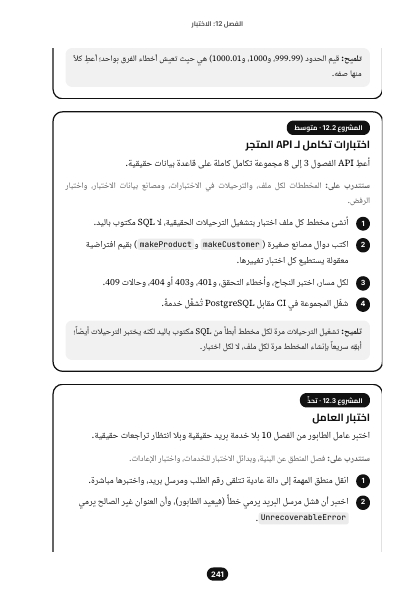 الفصل 12: الاختبار
تلميح: قيم الحدود (999.99، و1000، و1000.01) هي حيث تعيش أخطاء الفرق بواحد؛ أعطِ كلاً
منها صفه.
المشروع 12.2 · متوسط
اختبارات تكامل لـ API المتجر
أعطِ API الفصول 3 إلى 8 مجموعة تكامل كاملة على قاعدة بيانات حقيقية.
ستتدرب على: المخططات لكل ملف، والترحيلات في الاختبارات، ومصانع بيانات الاختبار، واختبار
الرفض.
1 أنشئ مخطط كل ملف اختبار بتشغيل الترحيلات الحقيقية، لا SQL مكتوب باليد.
2 اكتب دوال مصانع صغيرة (makeCustomer و makeProduct) بقيم افتراضية
معقولة يستطيع كل اختبار تغييرها.
3 لكل مسار، اختبر النجاح، وأخطاء التحقق، و401، و403 أو 404، وحالات 409.
4 شغّل المجموعة في CI مقابل PostgreSQL تُشغَّل خدمةً.
تلميح: تشغيل الترحيلات مرة لكل مخطط أبطأ من SQL مكتوب باليد لكنه يختبر الترحيلات أيضاً؛
أبقِه سريعاً بإنشاء المخطط مرة لكل ملف، لا لكل اختبار.
المشروع 12.3 · تحدٍّ
اختبار العامل
اختبر عامل الطابور من الفصل 10 بلا خدمة بريد حقيقية وبلا انتظار تراجعات حقيقية.
ستتدرب على: فصل المنطق عن البنية، وبدائل الاختبار للخدمات، واختبار الإعادات.
1 انقل منطق المهمة إلى دالة عادية تتلقى رقم الطلب ومرسل بريد، واختبرها مباشرة.
2 اختبر أن فشل مرسل البريد يرمي خطأً (فيعيد الطابور)، وأن العنوان غير الصالح يرمي
UnrecoverableError.
241